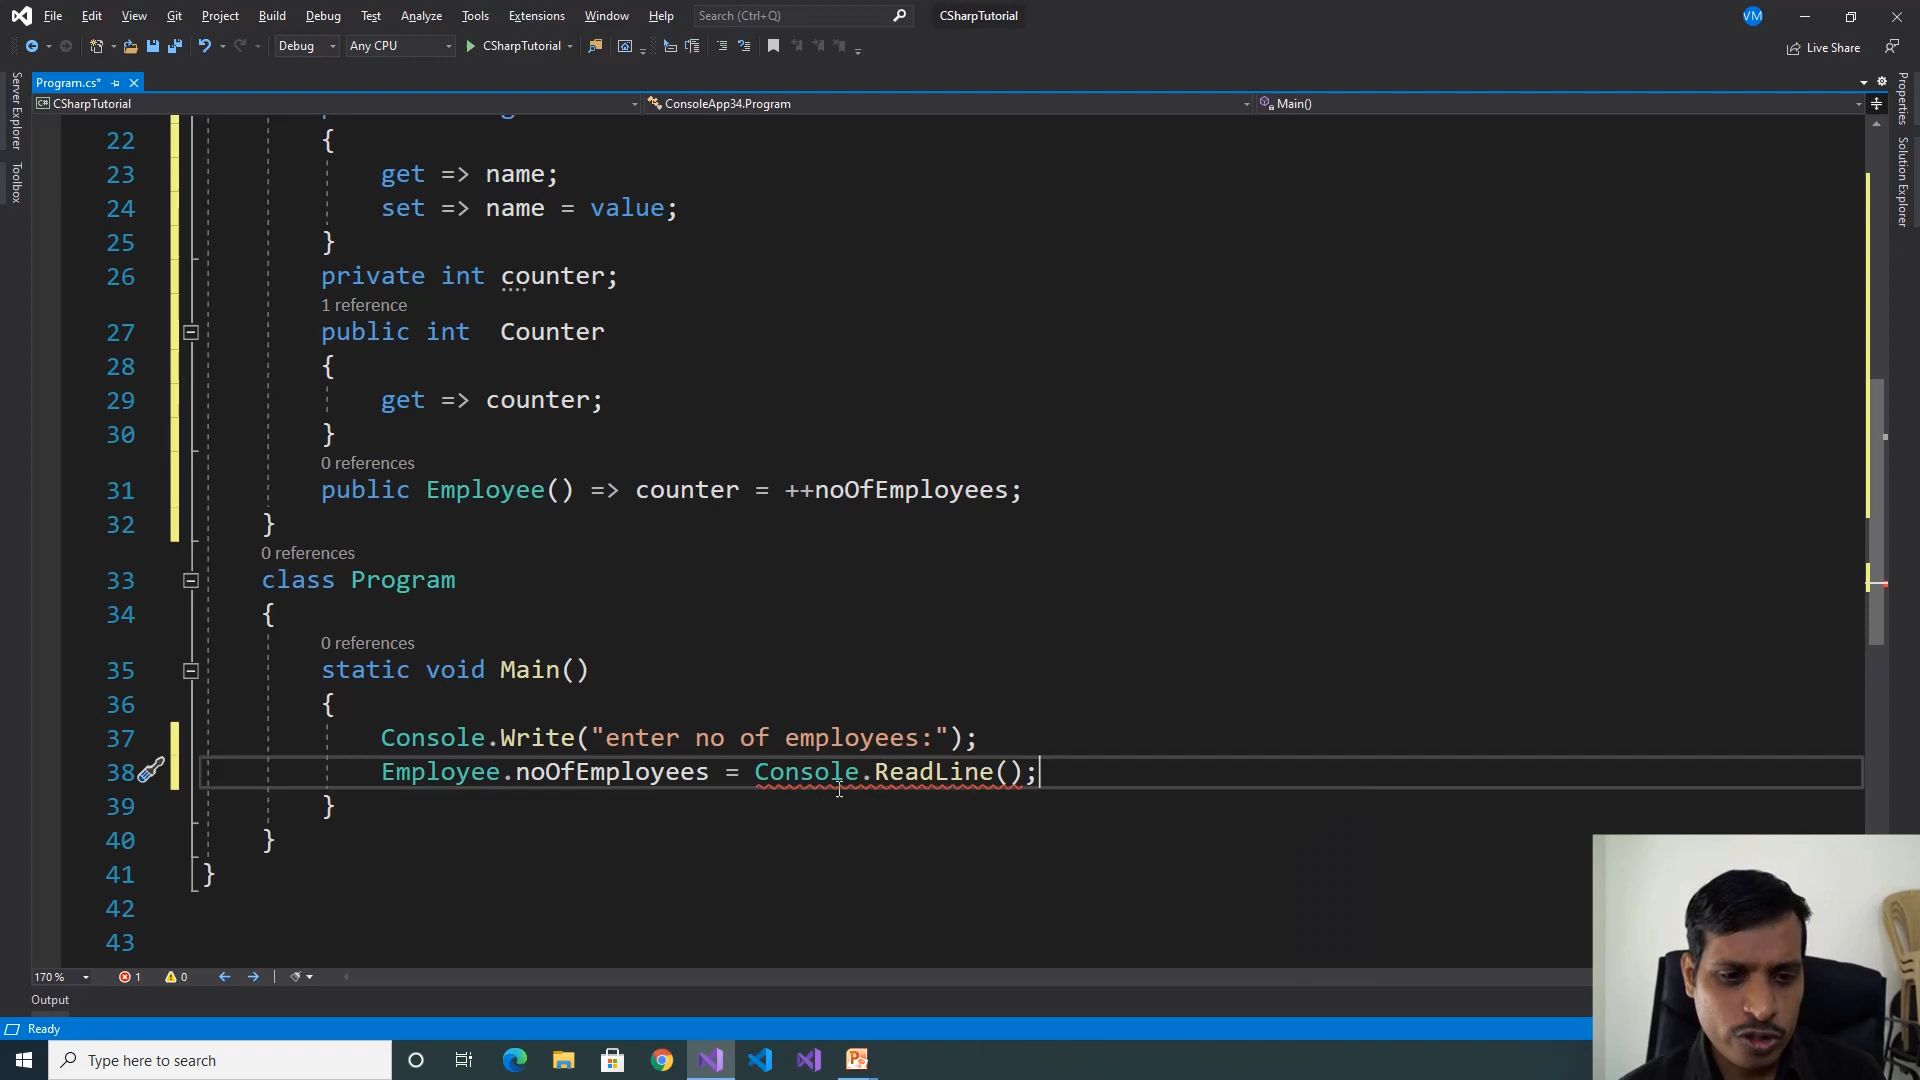 File Edit View Git Project Build Debug Test Analyze Tools Extensions Window Help Search (Ctrl+Q) CSharpTutorial VM
Debug Any CPU CSharpTutorial Live Share
Program.cs*
CSharpTutorial ConsoleApp34.Program Main()
Server Explorer
Toolbox
Properties
Solution Explorer
22 {
23 get => name;
24 set => name = value;
25 }
26 private int counter;
1 reference
27 public int  Counter
28 {
29 get => counter;
30 }
0 references
31 public Employee() => counter = ++noOfEmployees;
32 }
0 references
33 class Program
34 {
0 references
35 static void Main()
36 {
37 Console.Write("enter no of employees:");
38 Employee.noOfEmployees = Console.ReadLine();
39 }
40 }
41 }
42
43
170 % 1 0
Output
Ready
Type here to search